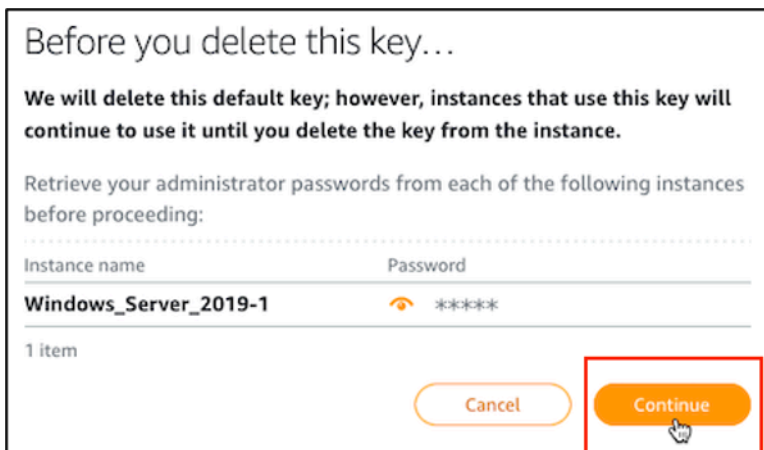 Before you delete this key...
We will delete this default key; however, instances that use this key will
continue to use it until you delete the key from the instance.
Retrieve your administrator passwords from each of the following instances
before proceeding:
Instance name Password
Windows_Server_2019-1 *****
1 item
Cancel Continue